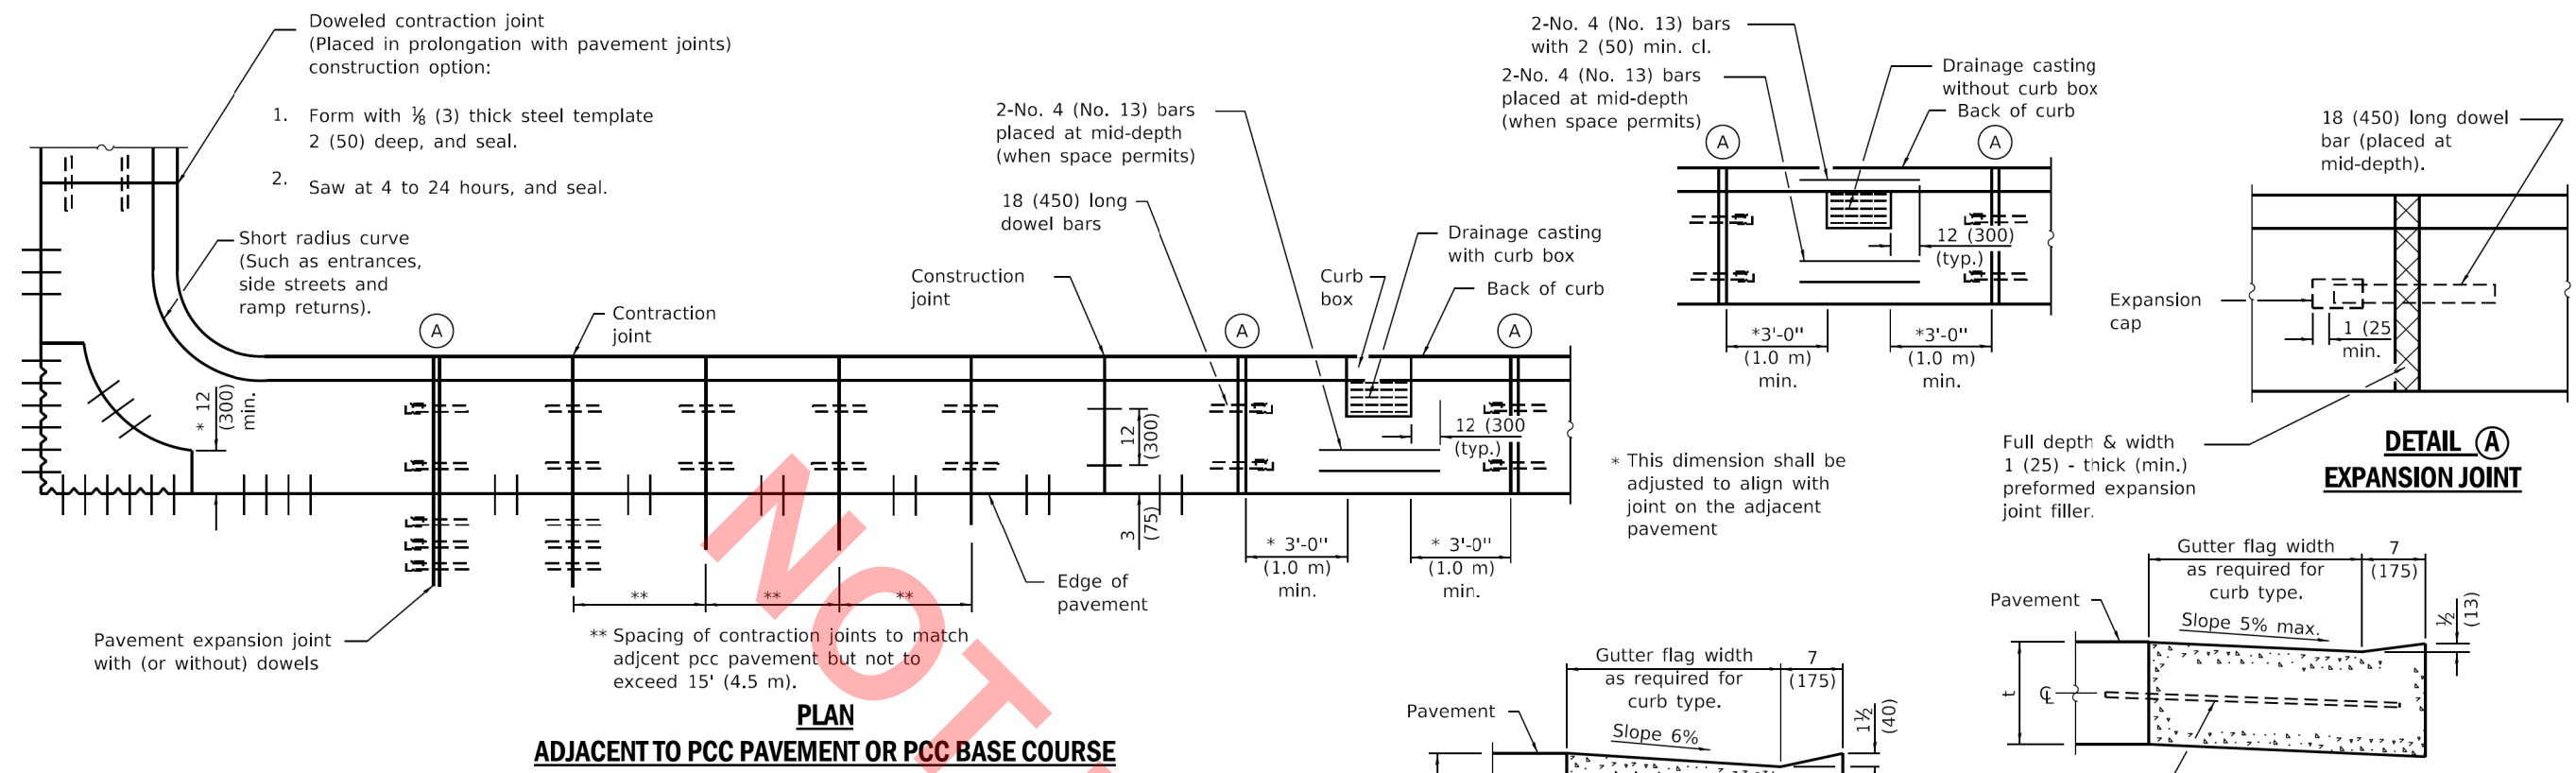 Doweled contraction joint
(Placed in prolongation with pavement joints)
construction option:
1. Form with ⅛ (3) thick steel template
2 (50) deep, and seal.
2. Saw at 4 to 24 hours, and seal.
Short radius curve
(Such as entrances,
side streets and
ramp returns).
* 12
(300)
min.
A
Contraction
joint
Construction
joint
2-No. 4 (No. 13) bars
placed at mid-depth
(when space permits)
18 (450) long
dowel bars
A
Curb
box
Drainage casting
with curb box
Back of curb
A
12
(300)
12 (300
(typ.)
3
(75)
* 3'-0"
(1.0 m)
min.
* 3'-0"
(1.0 m)
min.
Edge of
pavement
**
**
**
** Spacing of contraction joints to match
adjcent pcc pavement but not to
exceed 15' (4.5 m).
Pavement expansion joint
with (or without) dowels
PLAN
ADJACENT TO PCC PAVEMENT OR PCC BASE COURSE
NOT
2-No. 4 (No. 13) bars
with 2 (50) min. cl.
2-No. 4 (No. 13) bars
placed at mid-depth
(when space permits)
Drainage casting
without curb box
Back of curb
A
A
12 (300)
(typ.)
*3'-0"
(1.0 m)
min.
*3'-0"
(1.0 m)
min.
* This dimension shall be
adjusted to align with
joint on the adjacent
pavement
18 (450) long dowel
bar (placed at
mid-depth).
Expansion
cap
1 (25
min.
Full depth & width
1 (25) - thick (min.)
preformed expansion
joint filler.
DETAIL A
EXPANSION JOINT
Gutter flag width
as required for
curb type.
7
(175)
½
(13)
Pavement
Slope 5% max.
t
℄
Gutter flag width
as required for
curb type.
7
(175)
1½
(40)
Pavement
Slope 6%